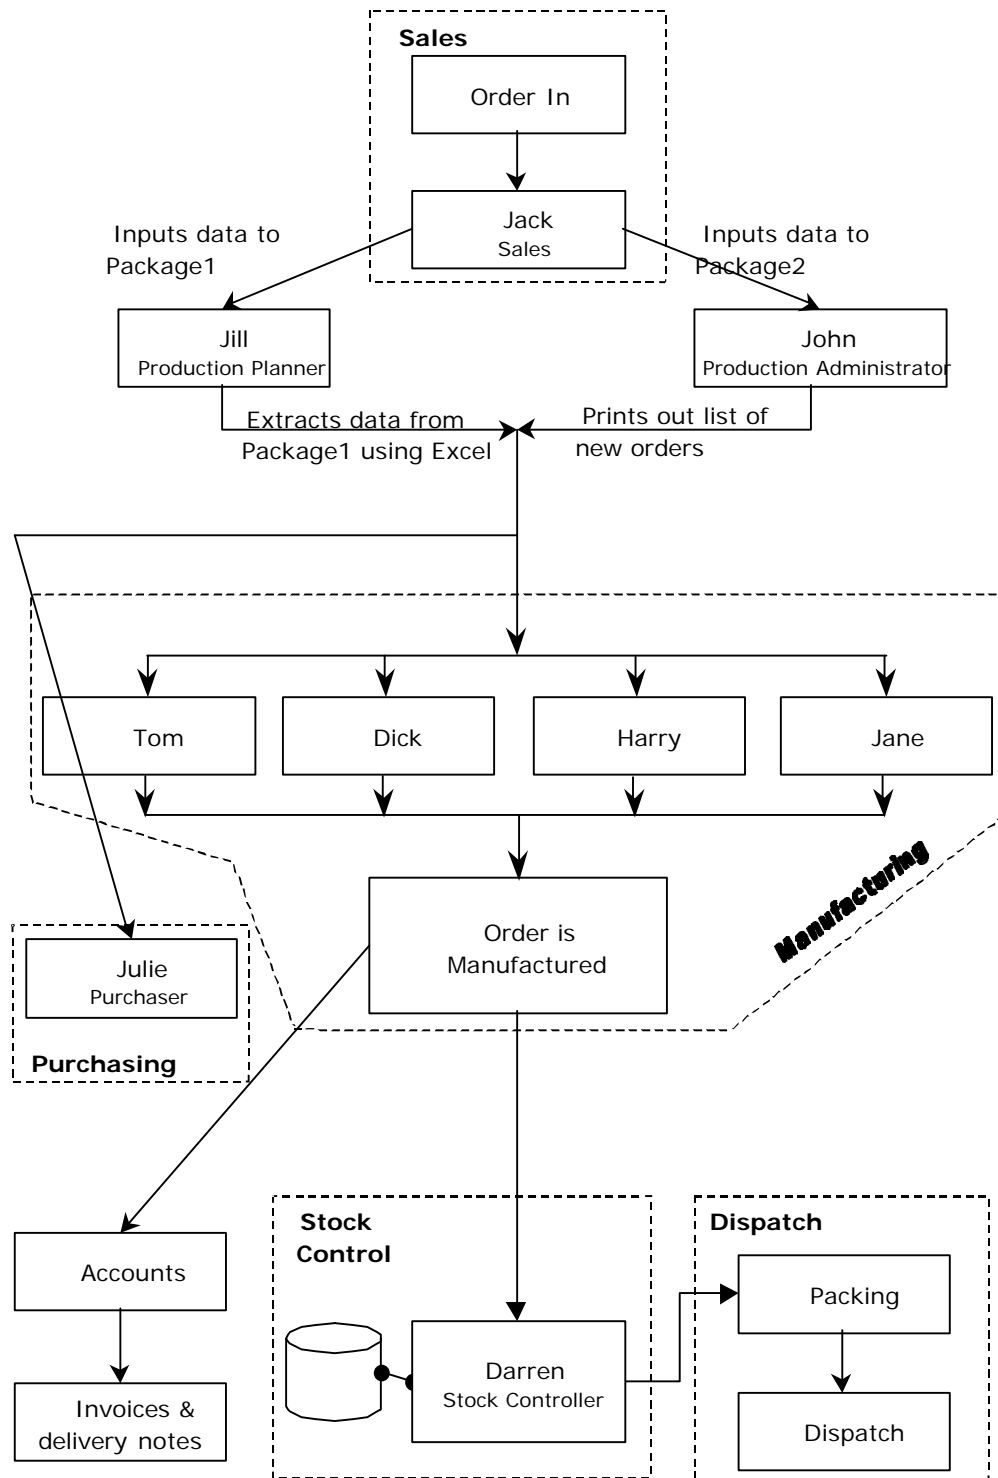 Sales
Order In
Jack
Sales
Inputs data to
Package1
Inputs data to
Package2
Jill
Production Planner
John
Production Administrator
Extracts data from
Package1 using Excel
Prints out list of
new orders
Tom
Dick
Harry
Jane
Manufacturing
Order is
Manufactured
Julie
Purchaser
Purchasing
Stock
Control
Dispatch
Accounts
Packing
Darren
Stock Controller
Invoices &
delivery notes
Dispatch